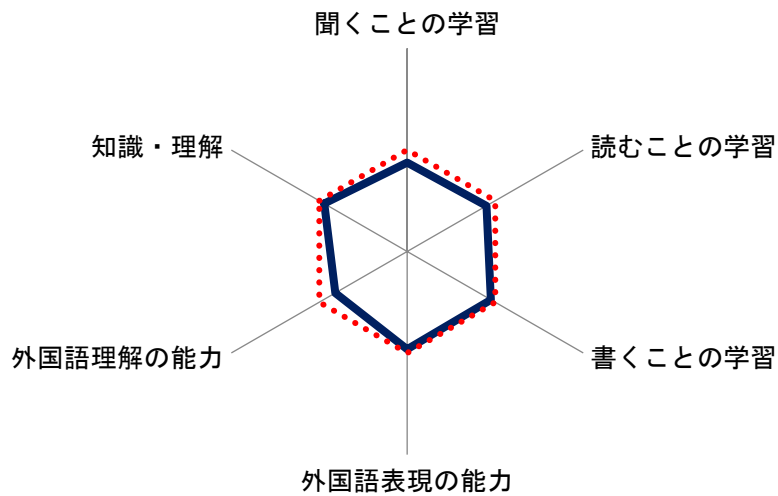 聞くことの学習
知識・理解
読むことの学習
外国語理解の能力
書くことの学習
外国語表現の能力